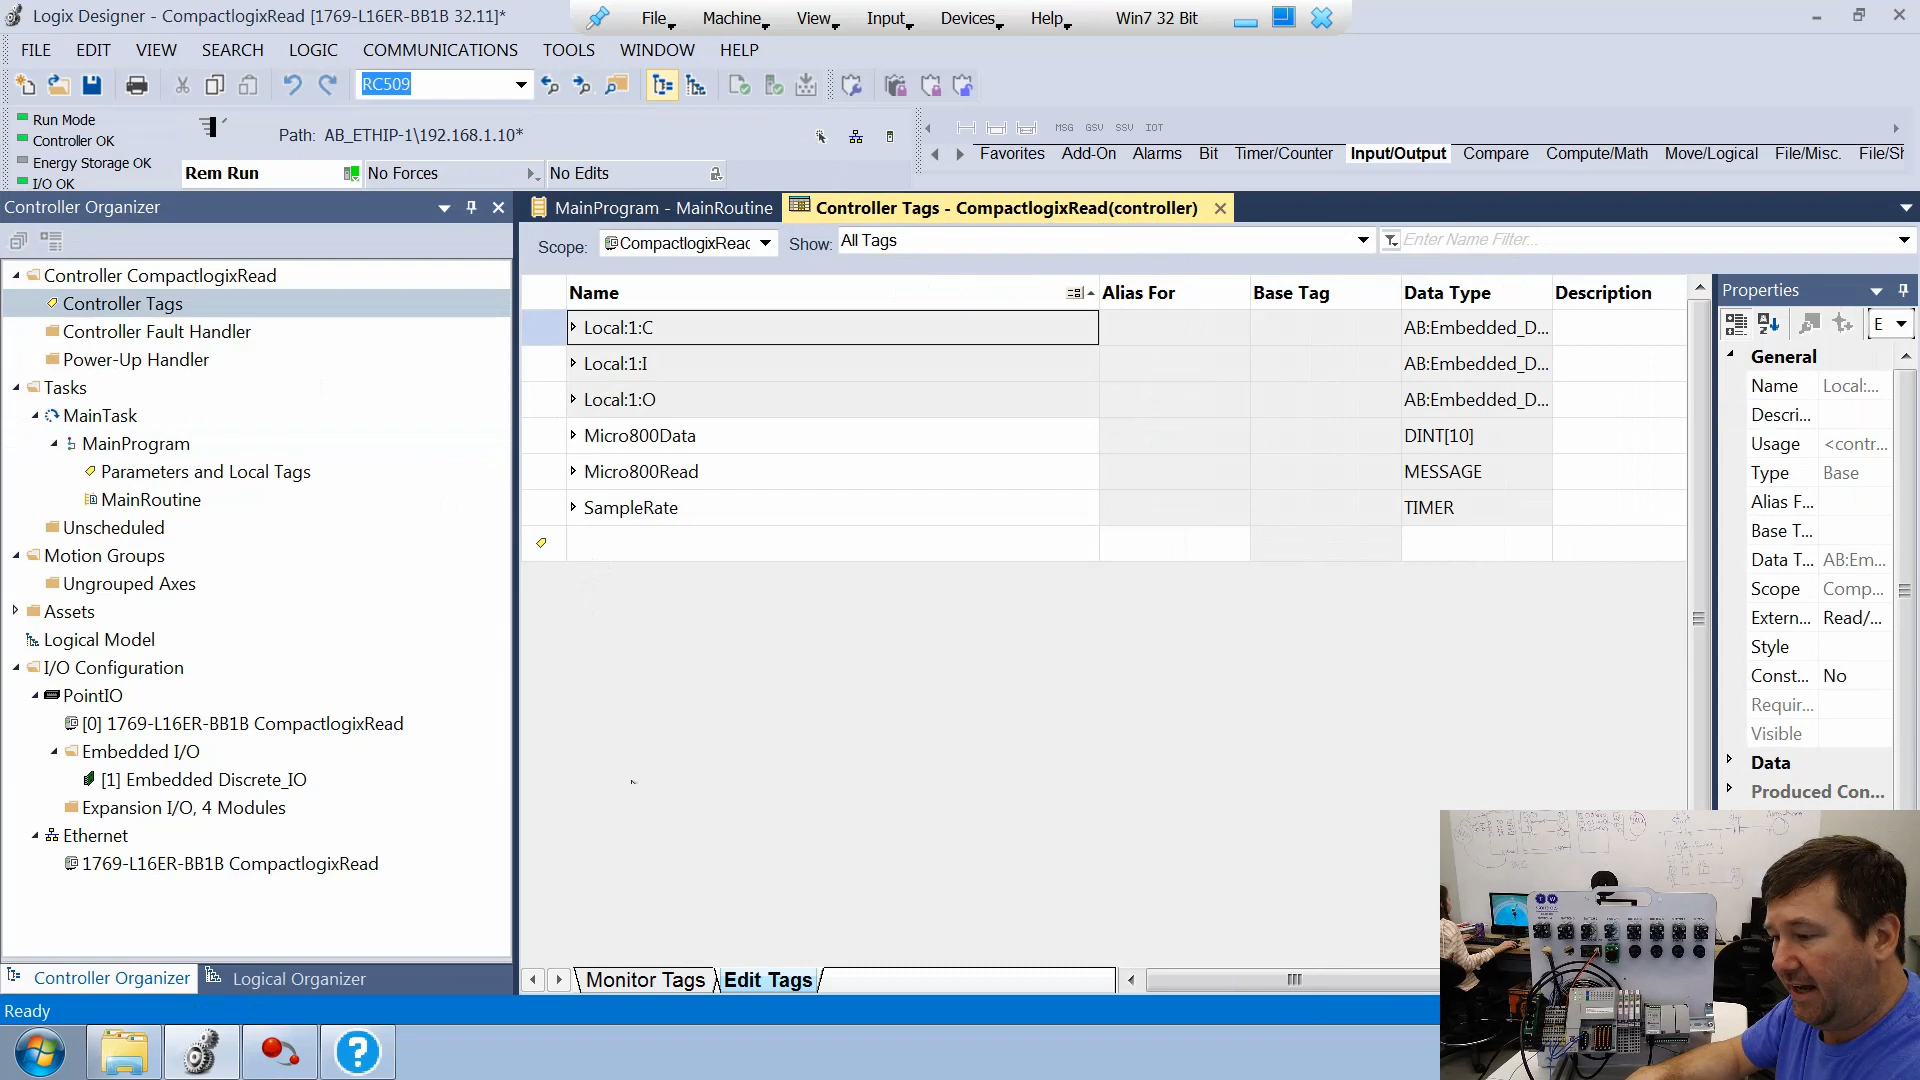 Logix Designer - CompactlogixRead [1769-L16ER-BB1B 32.11]*
File Machine View Input Devices Help Win7 32 Bit
FILE EDIT VIEW SEARCH LOGIC COMMUNICATIONS TOOLS WINDOW HELP
RC509
Run Mode
Controller OK
Energy Storage OK
I/O OK
Path: AB_ETHIP-1\192.168.1.10*
Rem Run No Forces No Edits
MSG GSV SSV IOT
Favorites Add-On Alarms Bit Timer/Counter Input/Output Compare Compute/Math Move/Logical File/Misc. File/Sh
Controller Organizer
MainProgram - MainRoutine
Controller Tags - CompactlogixRead(controller)
Scope: CompactlogixRead Show: All Tags Enter Name Filter...
Controller CompactlogixRead
Controller Tags
Controller Fault Handler
Power-Up Handler
Tasks
MainTask
MainProgram
Parameters and Local Tags
MainRoutine
Unscheduled
Motion Groups
Ungrouped Axes
Assets
Logical Model
I/O Configuration
PointIO
[0] 1769-L16ER-BB1B CompactlogixRead
Embedded I/O
[1] Embedded Discrete_IO
Expansion I/O, 4 Modules
Ethernet
1769-L16ER-BB1B CompactlogixRead
Controller Organizer Logical Organizer
Name Alias For Base Tag Data Type Description
Local:1:C AB:Embedded_D...
Local:1:I AB:Embedded_D...
Local:1:O AB:Embedded_D...
Micro800Data DINT[10]
Micro800Read MESSAGE
SampleRate TIMER
Monitor Tags Edit Tags
Properties
E
General
Name Local:...
Descri...
Usage <contr...
Type Base
Alias F...
Base T...
Data T... AB:Em...
Scope Comp...
Extern... Read/...
Style
Const... No
Requir...
Visible
Data
Produced Con...
Ready